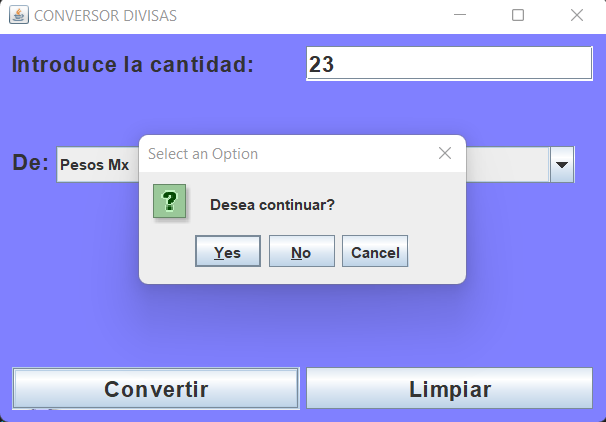 CONVERSOR DIVISAS
Introduce la cantidad: 23
Select an Option
De: Pesos Mx
Desea continuar?
Yes No Cancel
Convertir Limpiar